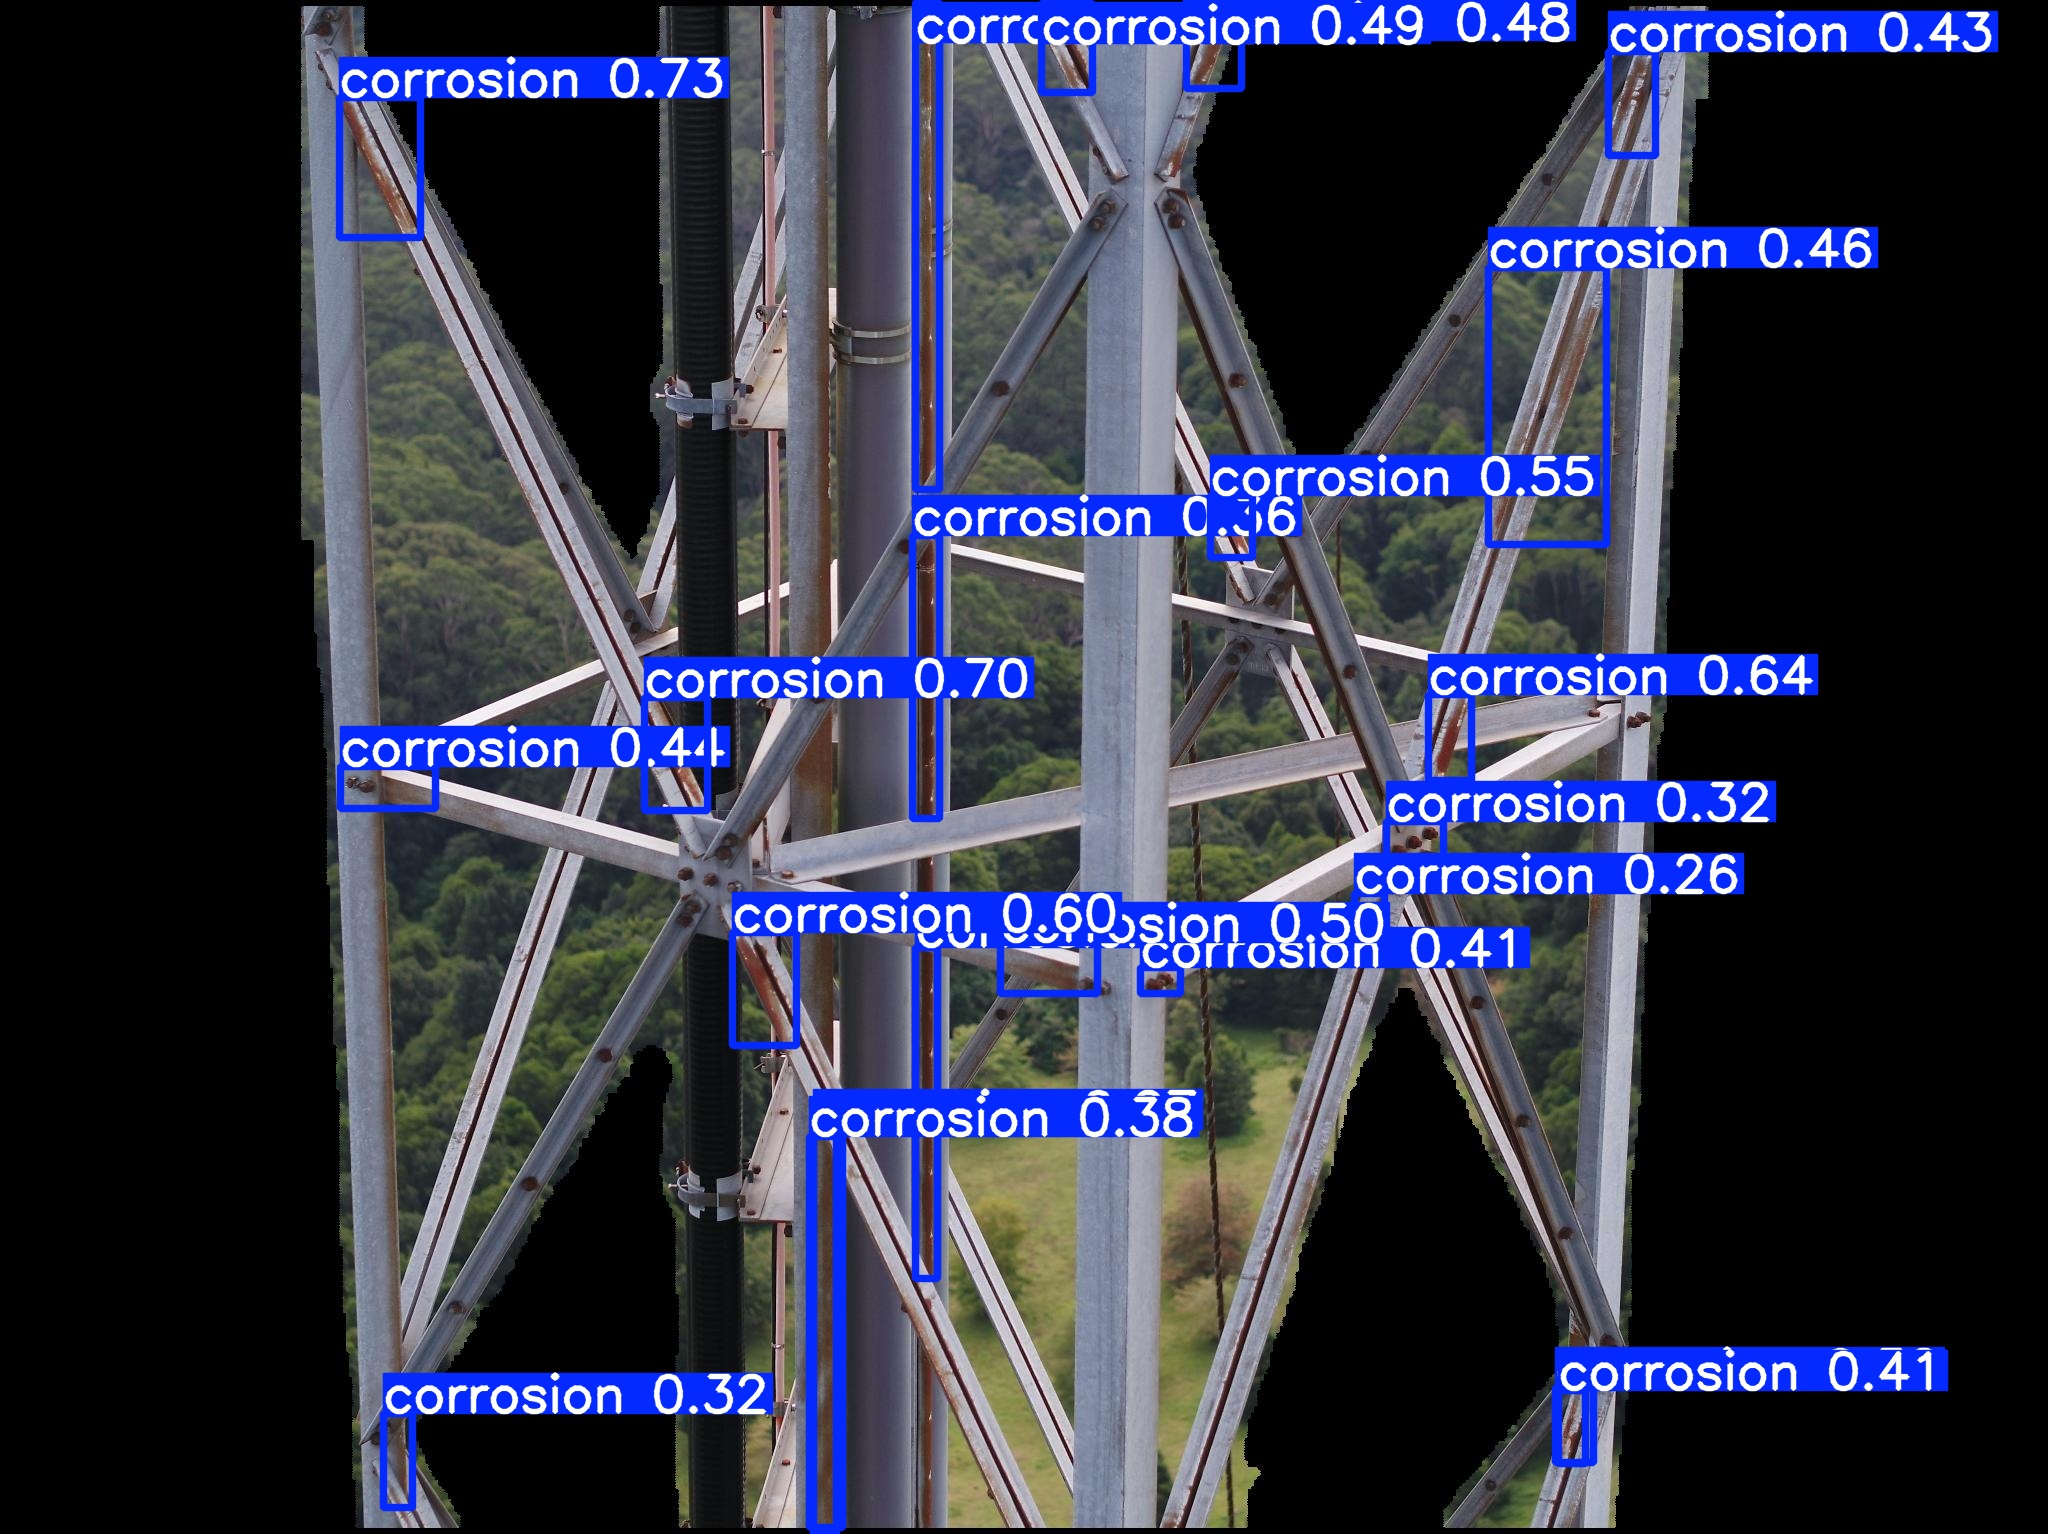 corrosion 0.49
0.48
corrosion 0.43
corrosion 0.73
corrosion 0.46
corrosion 0.55
corrosion 0.36
corrosion 0.70
corrosion 0.64
corrosion 0.44
corrosion 0.32
corrosion 0.26
corrosion 0.60
0.50
corrosion 0.41
corrosion 0.38
corrosion 0.41
corrosion 0.32